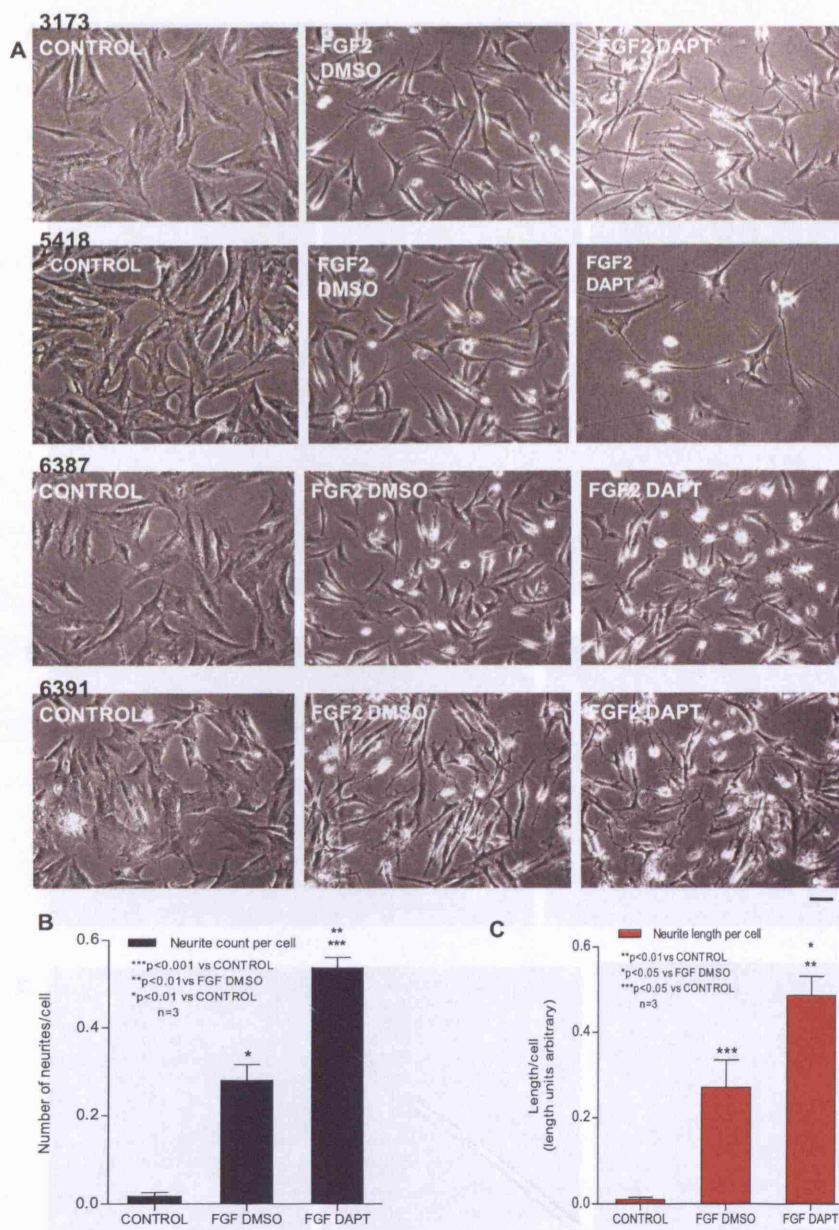 3173
A
CONTROL
FGF2
DMSO
FGF2 DAPT
5418
CONTROL
FGF2
DMSO
FGF2
DAPT
6387
CONTROL
FGF2 DMSO
FGF2 DAPT
6391
CONTROL
FGF2 DMSO
FGF2 DAPT
B
Number of neurites/cell
0.6
0.4
0.2
0.0
Neurite count per cell
***p<0.001 vs CONTROL
**p<0.01vs FGF DMSO
*p<0.01 vs CONTROL
n=3
*
**
***
CONTROL
FGF DMSO
FGF DAPT
C
Length/cell
(length units arbitrary)
0.6
0.4
0.2
0.0
Neurite length per cell
**p<0.01 vs CONTROL
*p<0.05 vs FGF DMSO
***p<0.05 vs CONTROL
n=3
***
*
**
CONTROL
FGF DMSO
FGF DAPT